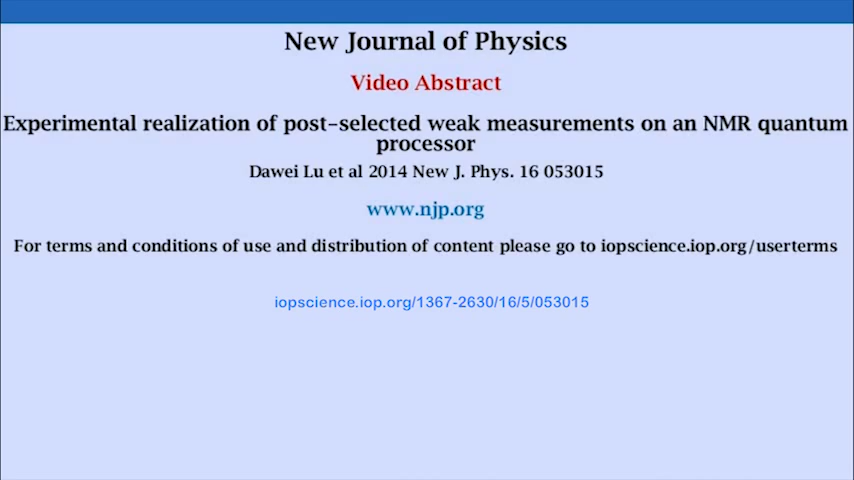 New Journal of Physics
Video Abstract
Experimental realization of post-selected weak measurements on an NMR quantum
processor
Dawei Lu et al 2014 New J. Phys. 16 053015
www.njp.org
For terms and conditions of use and distribution of content please go to iopscience.iop.org/userterms
iopscience.iop.org/1367-2630/16/5/053015